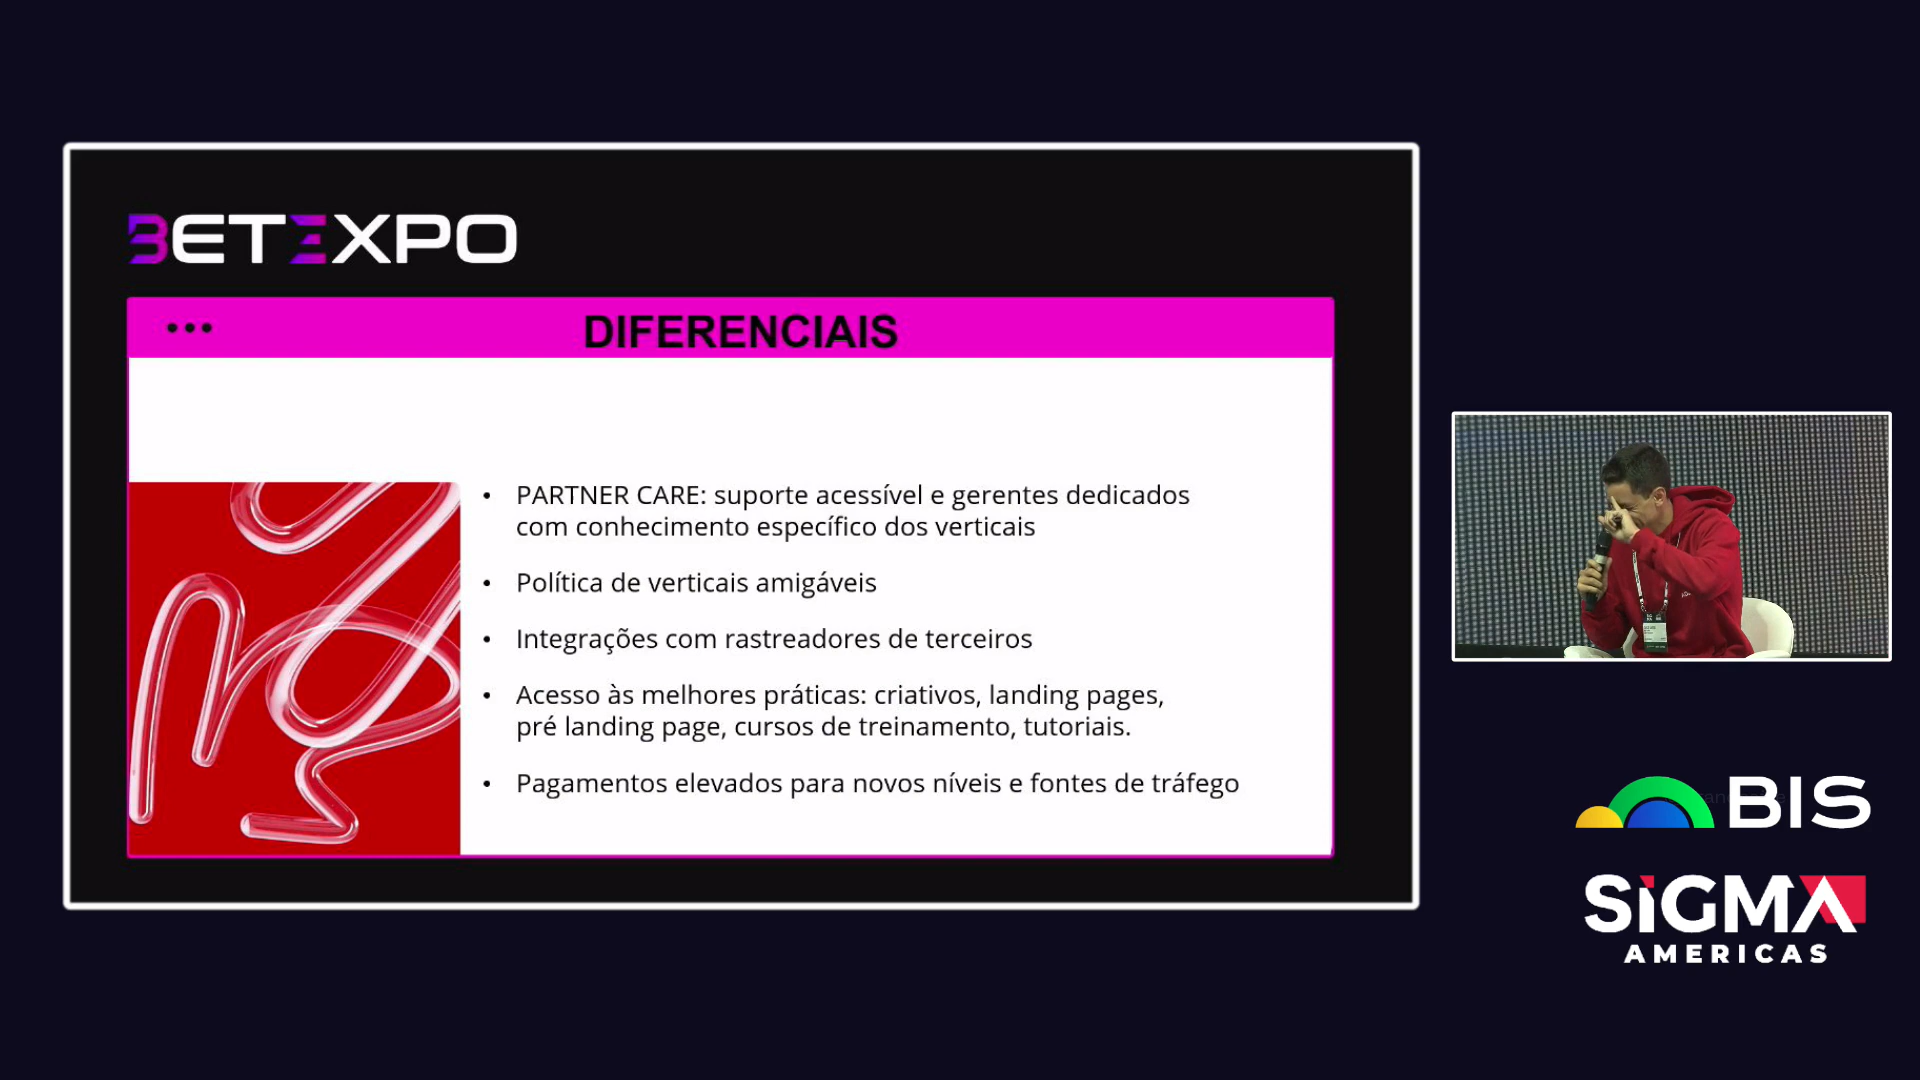 BETEXPO
DIFERENCIAIS
• PARTNER CARE: suporte acessível e gerentes dedicados
com conhecimento específico dos verticais
• Política de verticais amigáveis
• Integrações com rastreadores de terceiros
• Acesso às melhores práticas: criativos, landing pages,
pré landing page, cursos de treinamento, tutoriais.
• Pagamentos elevados para novos níveis e fontes de tráfego
BIS
SiGMA
AMERICAS